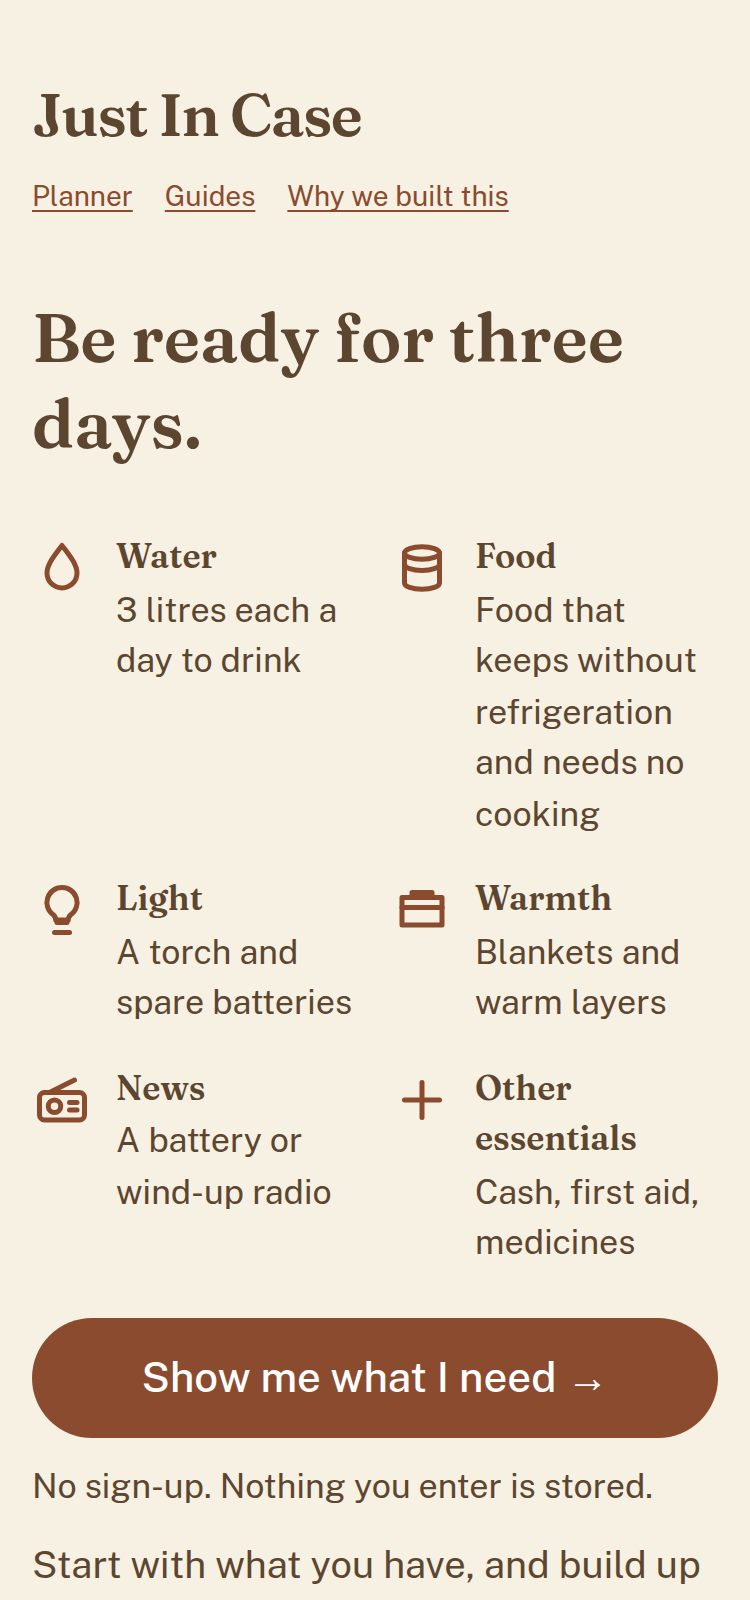 Just In Case
Planner Guides Why we built this
Be ready for three
days.
Water
3 litres each a
day to drink
Food
Food that
keeps without
refrigeration
and needs no
cooking
Light
A torch and
spare batteries
Warmth
Blankets and
warm layers
News
A battery or
wind-up radio
Other
essentials
Cash, first aid,
medicines
Show me what I need →
No sign-up. Nothing you enter is stored.
Start with what you have, and build up